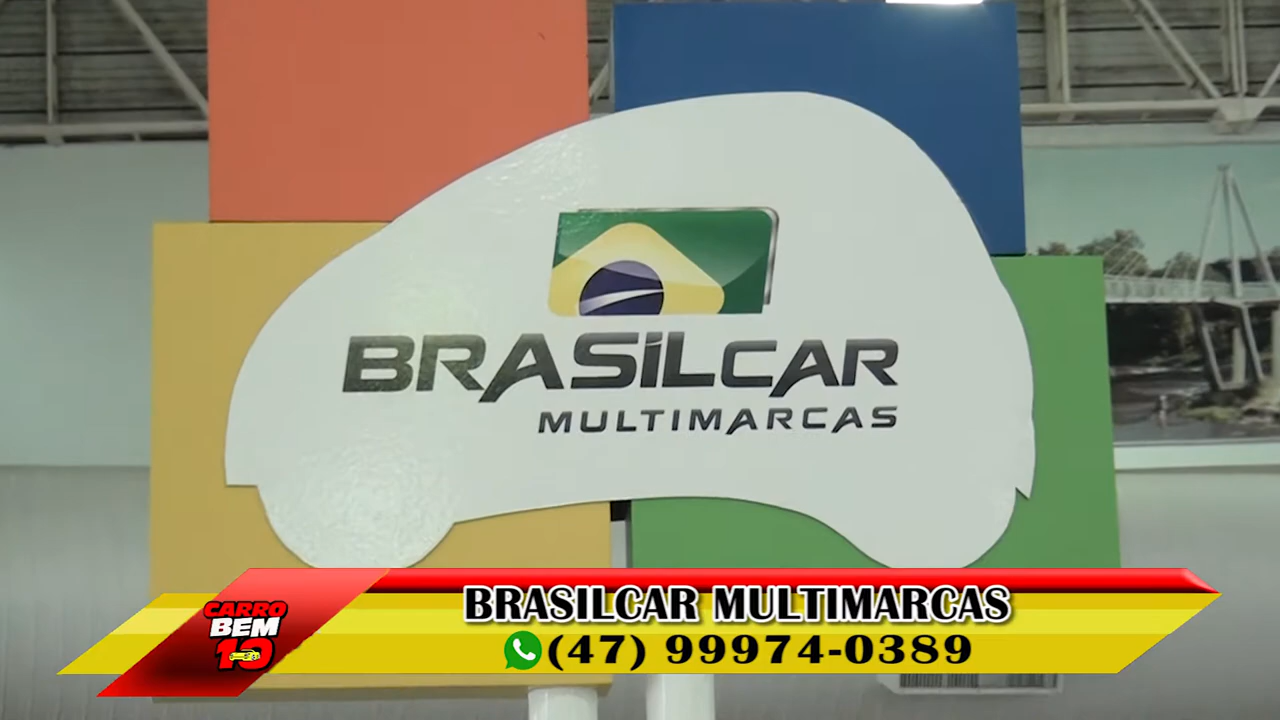 BRASILCAR
MULTIMARCAS
CARRO
BEM
10
BRASILCAR MULTIMARCAS
(47) 99974-0389